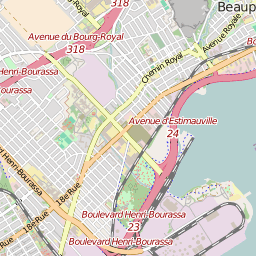 318
Beaup
Avenue du Bourg-Royal
318
Avenue Royale
Chemin Royal
Henri-Bourassa
Bourassa
Avenue d'Estimauville
24
Boulevard Henri-Bourassa
18e Rue
18e Rue
Boulevard Henri-Bourassa
23
Boulevard Henri-Bourassa